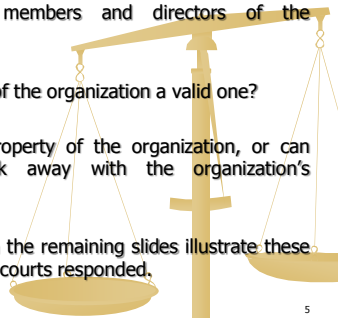 members and directors of the
of the organization a valid one?
roperty of the organization, or can
k away with the organization's
the remaining slides illustrate these
courts responded.
5